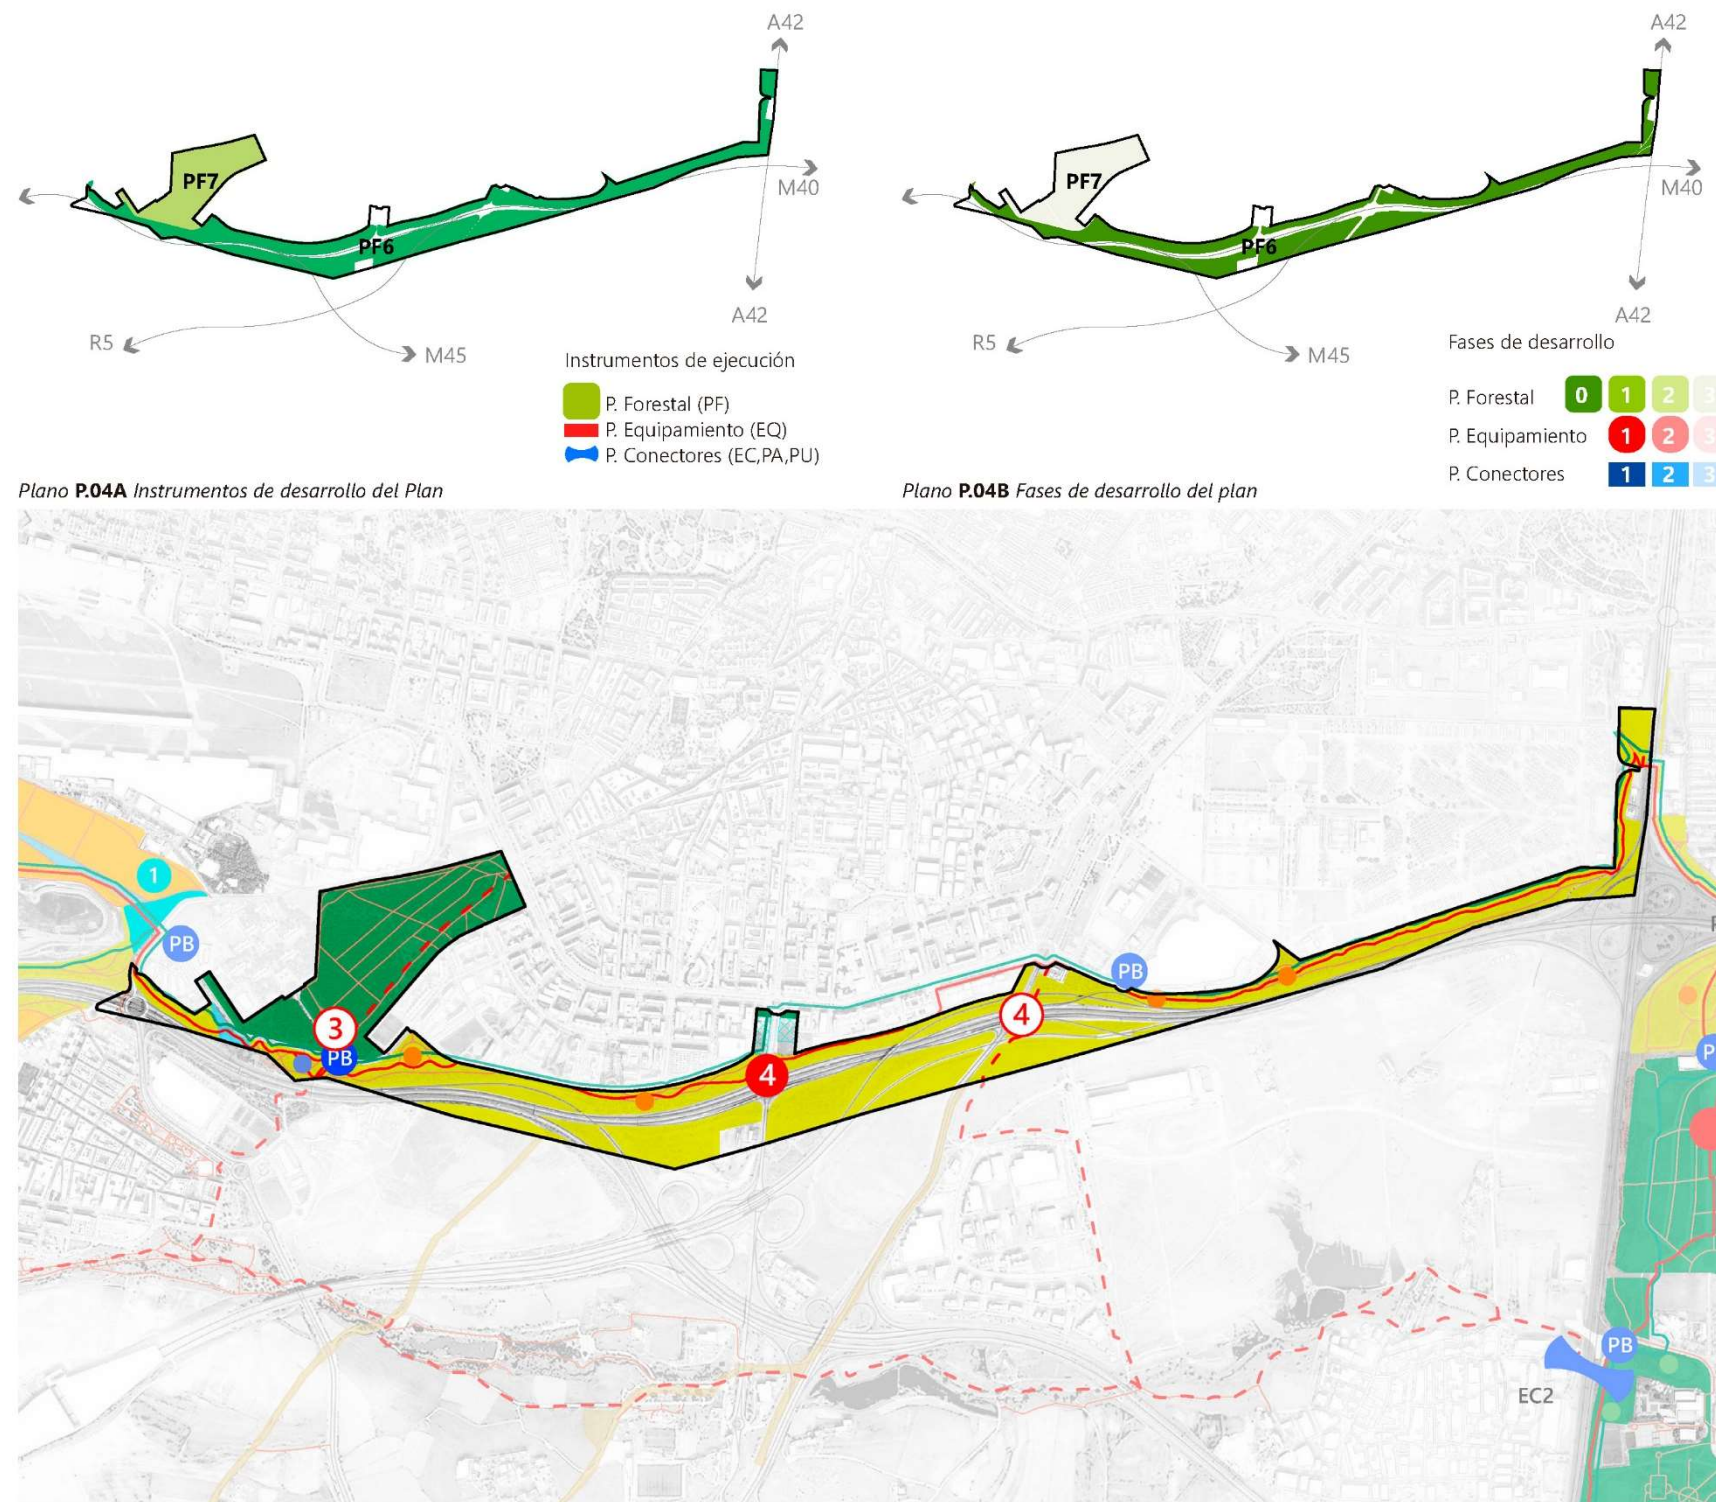 A42
PF7
M40
PF6
A42
R5
M45
Instrumentos de ejecución
P. Forestal (PF)
P. Equipamiento (EQ)
P. Conectores (EC,PA,PU)
Plano P.04A Instrumentos de desarrollo del Plan
A42
PF7
M40
PF6
A42
R5
M45
Fases de desarrollo
P. Forestal 0 1 2 3
P. Equipamiento 1 2 3
P. Conectores 1 2 3
Plano P.04B Fases de desarrollo del plan
1
PB
PB
4
3
PB
4
PB
EC2